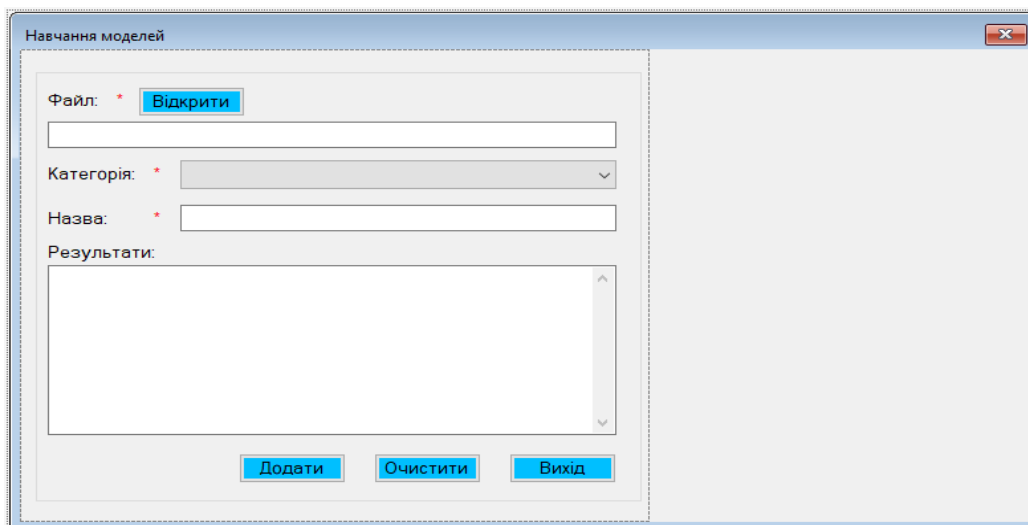 Навчання моделей
Файл: * Відкрити
Категорія: *
Назва: *
Результати:
Додати Очистити Вихід